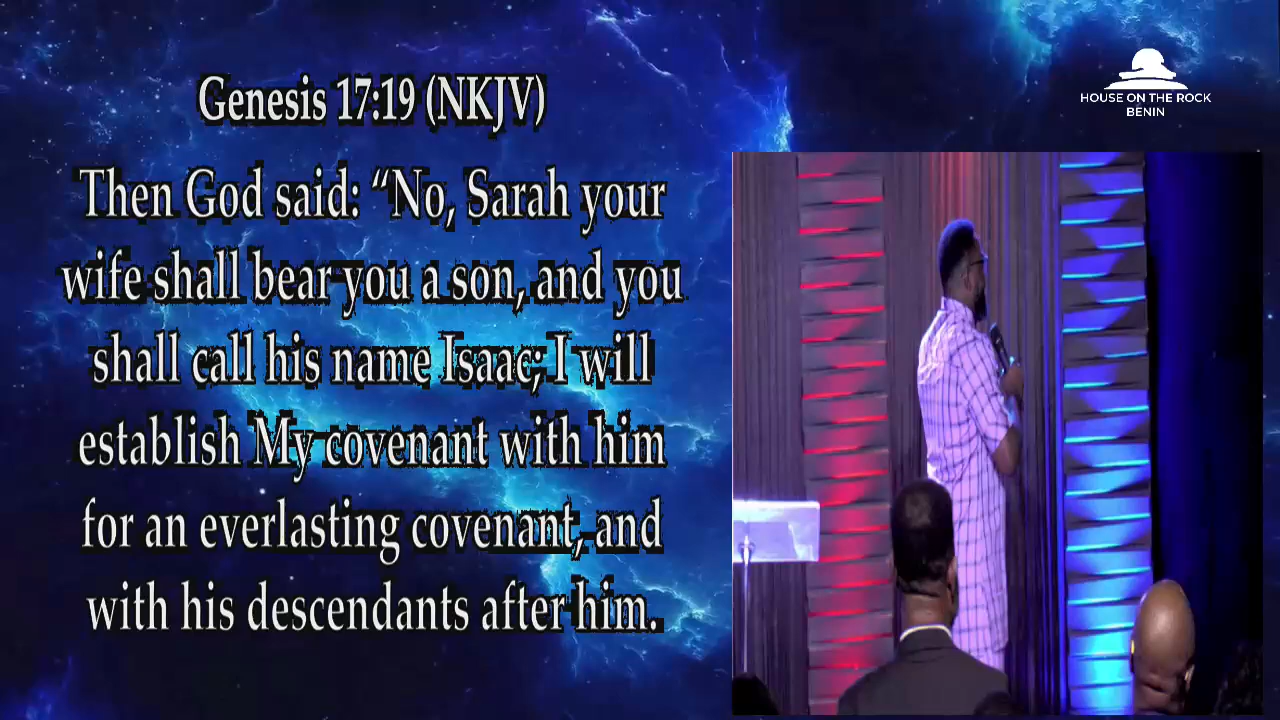 Genesis 17:19 (NKJV)
Then God said: “No, Sarah your
wife shall bear you a son, and you
shall call his name Isaac; I will
establish My covenant with him
for an everlasting covenant, and
with his descendants after him.
HOUSE ON THE ROCK
BENIN